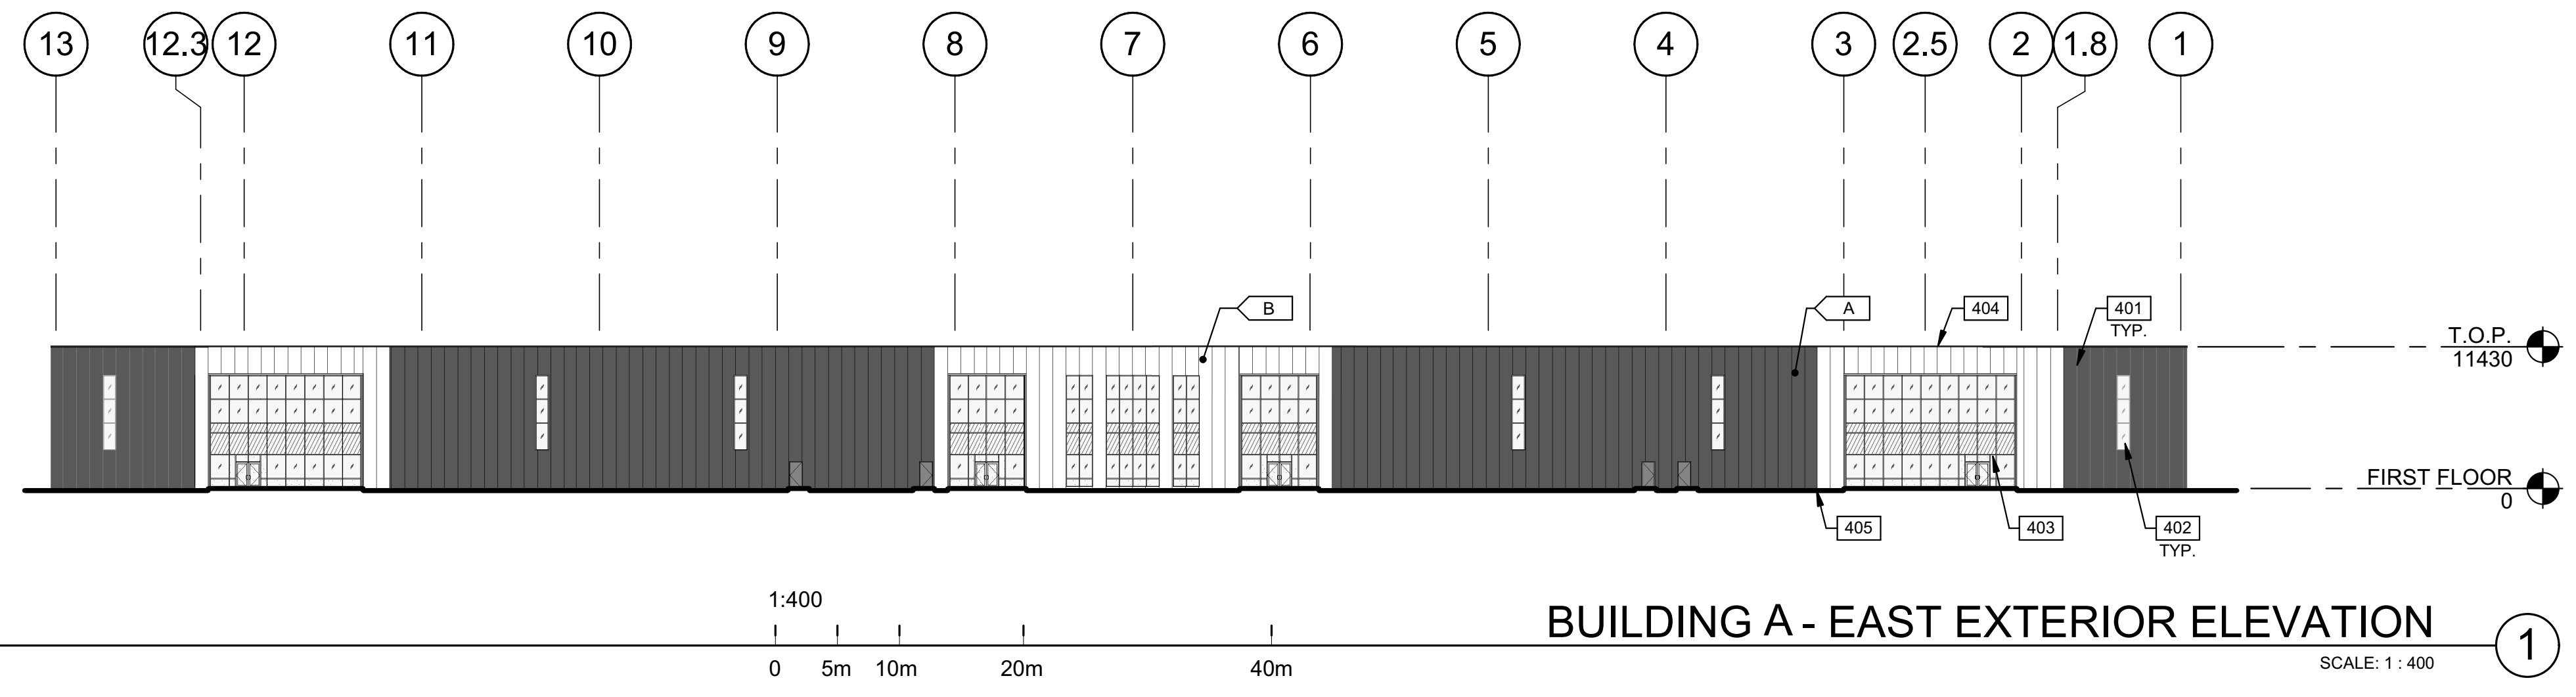 13 12.3 12 11 10 9 8 7 6 5 4 3 2.5 2 1.8 1
B A 404 401
TYP.
T.O.P.
11430
FIRST FLOOR
0
405 403 402
TYP.
1:400
0 5m 10m 20m 40m
BUILDING A - EAST EXTERIOR ELEVATION
1
SCALE: 1 : 400